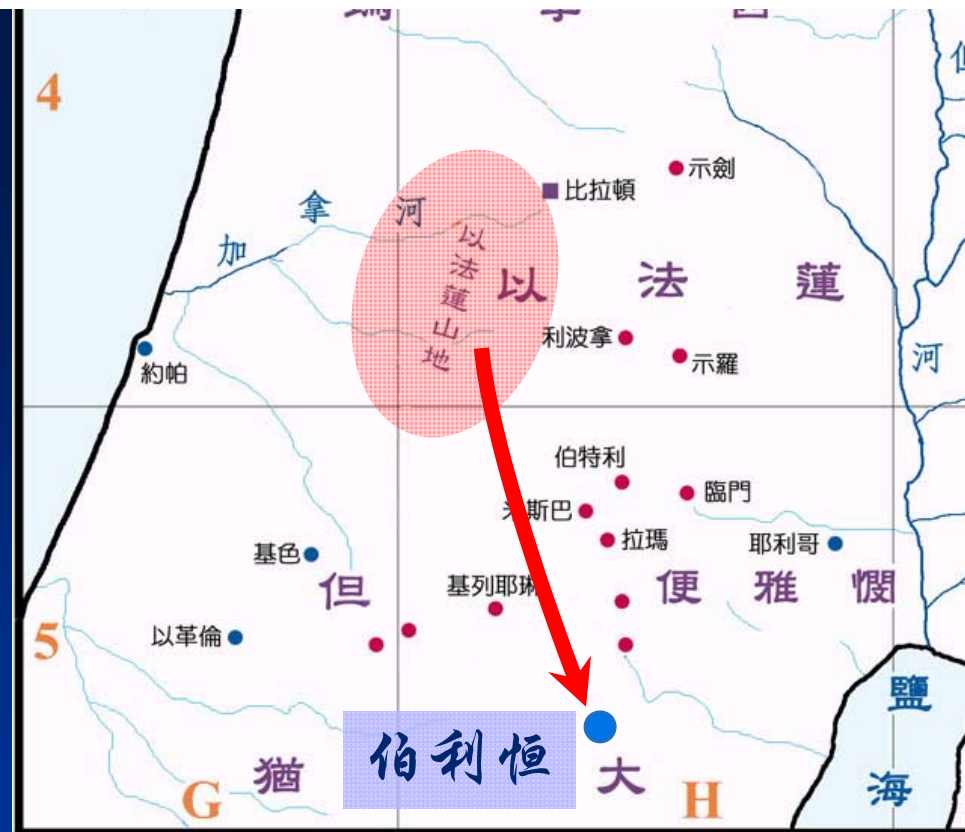 4
但
示劍
比拉頓
加拿河
以法蓮山地
以法蓮
利波拿
示羅
約帕
河
伯特利
臨門
米斯巴
拉瑪
耶利哥
基色
但
基列耶琳
便雅憫
5
以革倫
鹽海
伯利恒
猶大
G
H